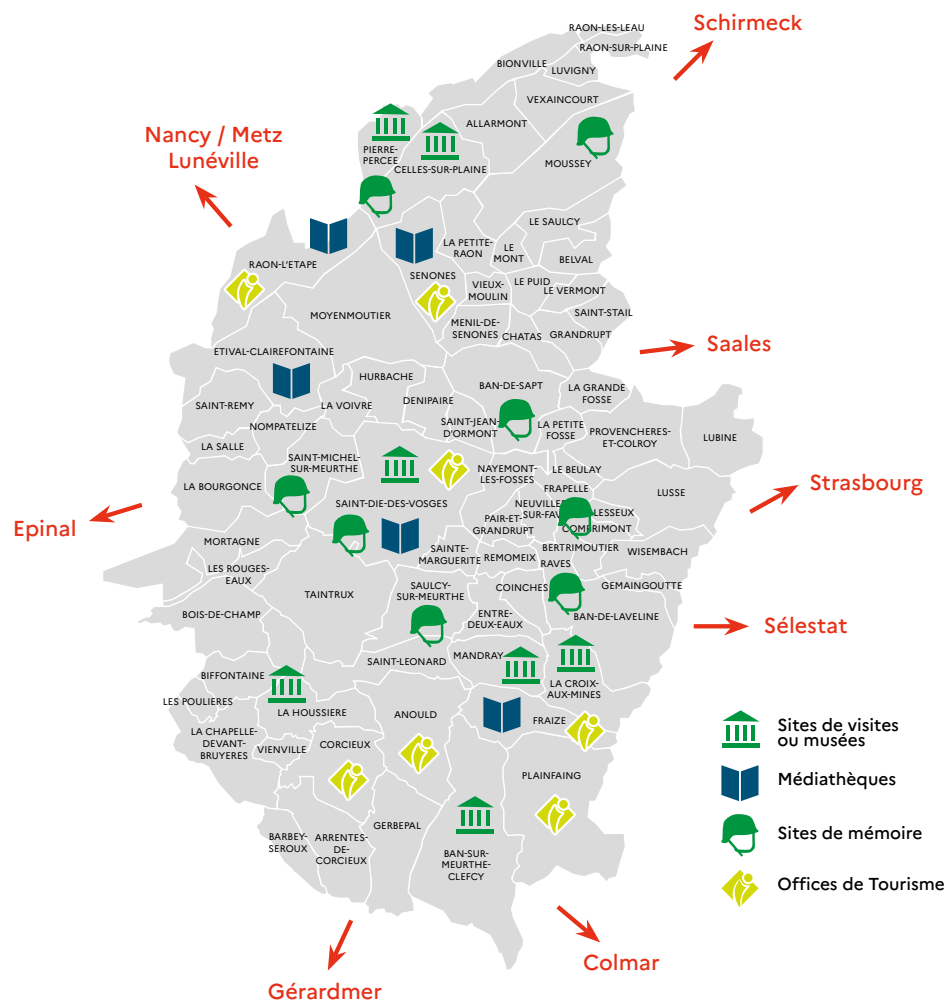 Schirmeck
RAON-LES-LEAU
RAON-SUR-PLAINE
BIONVILLE
LUVIGNY
VEXAINCOURT
ALLARMONT
Nancy / Metz
Lunéville
PIERRE-
PERCEE
CELLES-SUR-PLAINE
MOUSSEY
LE SAULCY
LA PETITE-
RAON
LE
MONT
BELVAL
RAON-L'ETAPE
SENONES
VIEUX-
MOULIN
LE PUID
LE VERMONT
SAINT-STAIL
MOYENMOUTIER
MENIL-DE-
SENONES
CHATAS
GRANDRUPT
Saales
ETIVAL-CLAIREFONTAINE
HURBACHE
BAN-DE-SAPT
LA GRANDE
FOSSE
SAINT-REMY
LA VOIVRE
DENIPAIRE
NOMPATELIZE
SAINT-JEAN-
D'ORMONT
LA PETITE
FOSSE
PROVENCHERES-
ET-COLROY
LUBINE
LA SALLE
SAINT-MICHEL-
SUR-MEURTHE
NAYEMONT-
LES-FOSSES
LE BEULAY
LA BOURGONCE
FRAPELLE
LUSSE
Strasbourg
SAINT-DIE-DES-VOSGES
NEUVILLE
SUR-FAV
LESSEUX
PAIR-ET-
GRANDRUPT
COMBRIMONT
Epinal
MORTAGNE
SAINTE-
MARGUERITE
REMOMEIX
BERTRIMOUTIER
RAVES
WISEMBACH
LES ROUGES-
EAUX
TAINTRUX
SAULCY-
SUR-MEURTHE
COINCHES
GEMAINGOUTTE
BOIS-DE-CHAMP
ENTRE-
DEUX-EAUX
BAN-DE-LAVELINE
Sélestat
SAINT-LEONARD
MANDRAY
BIFFONTAINE
LA CROIX-
AUX-MINES
LES POULIERES
LA HOUSSIERE
ANOULD
FRAIZE
LA CHAPELLE-
DEVANT-
BRUYERES
VIENVILLE
CORCIEUX
PLAINFAING
GERBEPAL
BARBEY-
SEROUX
ARRENTES-
DE-
CORCIEUX
BAN-SUR-
MEURTHE-
CLEFCY
Sites de visites
ou musées
Médiathèques
Sites de mémoire
Offices de Tourisme
Colmar
Gérardmer